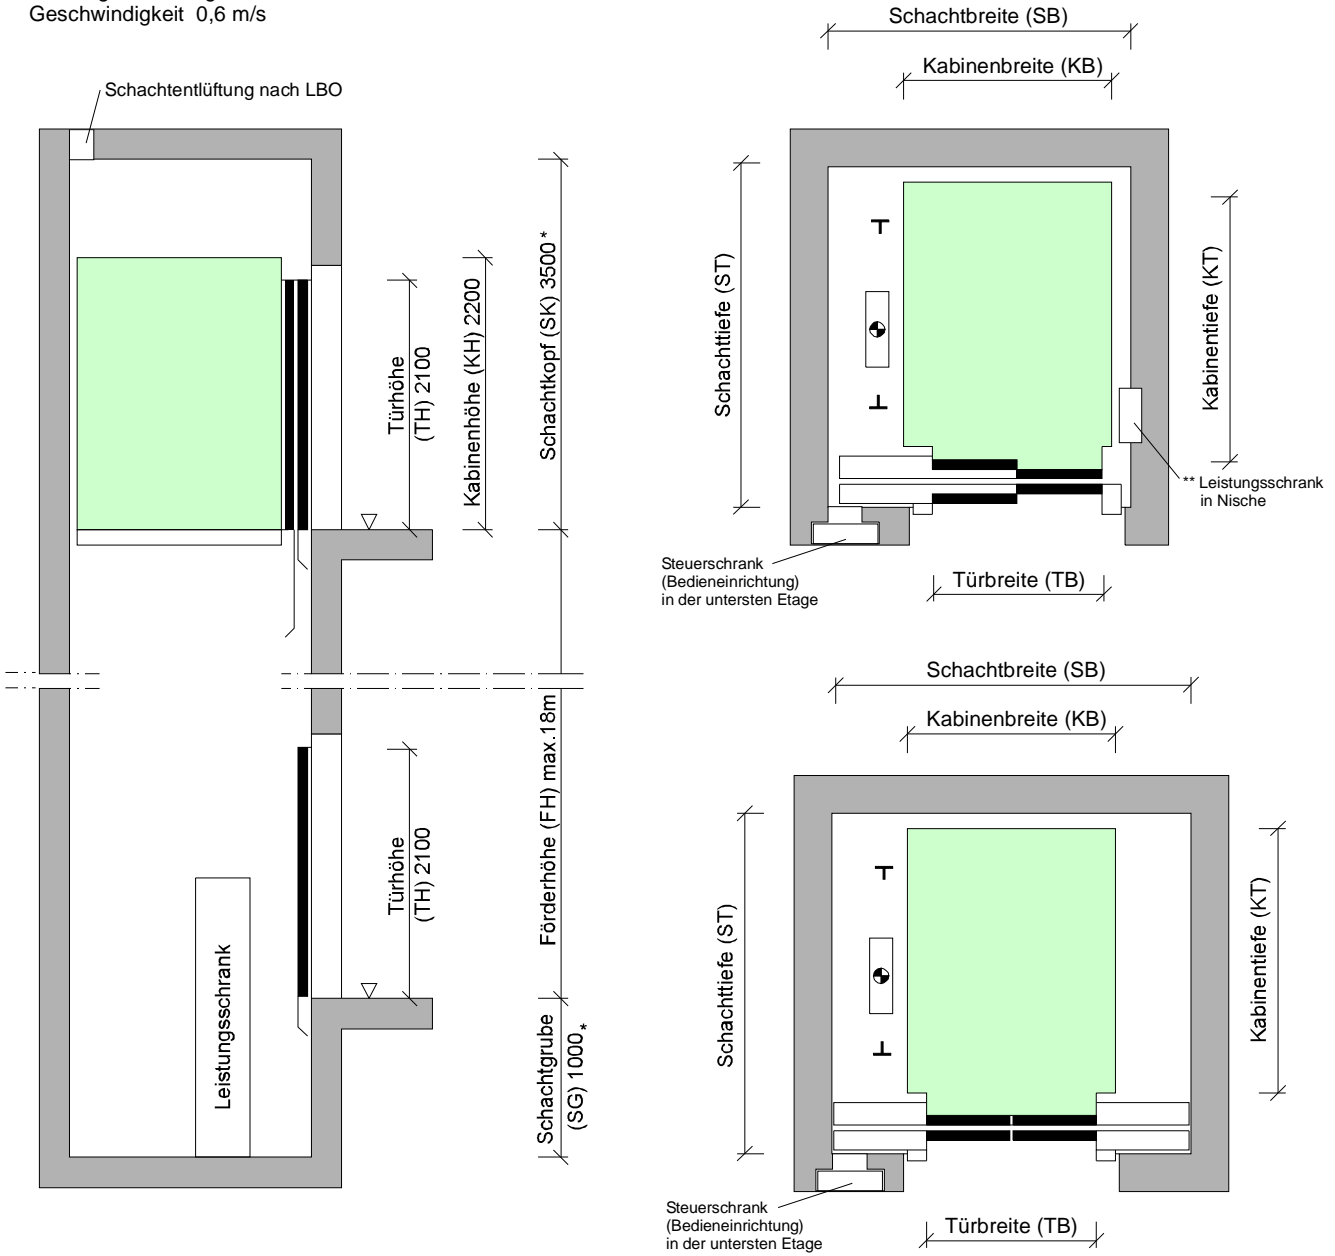 Geschwindigkeit 0,6 m/s
Schachtentlüftung nach LBO
Türhöhe
(TH) 2100
Kabinenhöhe (KH) 2200
Schachtkopf (SK) 3500 *
Türhöhe
(TH) 2100
Förderhöhe (FH) max.18m
Leistungsschrank
Schachtgrube
(SG) 1000 *
Schachtbreite (SB)
Kabinenbreite (KB)
Schachttiefe (ST)
Kabinentiefe (KT)
** Leistungsschrank
in Nische
Steuerschrank
(Bedieneinrichtung)
in der untersten Etage
Türbreite (TB)
Schachtbreite (SB)
Kabinenbreite (KB)
Schachttiefe (ST)
Kabinentiefe (KT)
Steuerschrank
(Bedieneinrichtung)
in der untersten Etage
Türbreite (TB)